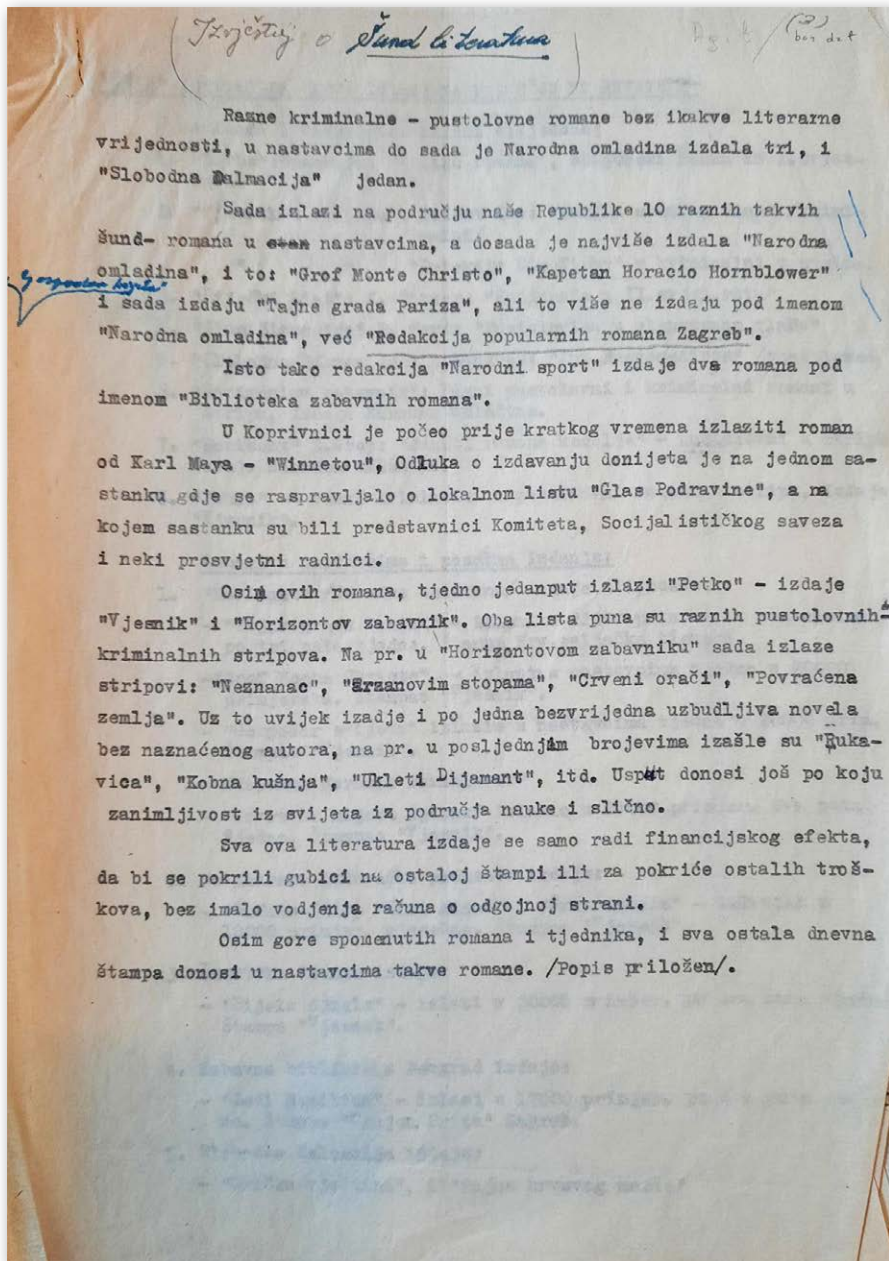 (Izvještaj o Šund literatura
(2)
bez dat
Razne kriminalne - pustolovne romane bez ikakve literarne
vrijednosti, u nastavcima do sada je Narodna omladina izdala tri, i
"Slobodna Dalmacija" jedan.
Sada izlazi na području naše Republike 10 raznih takvih
šund- romana u nastavcima, a dosada je najviše izdala "Narodna
omladina", i to: "Grof Monte Christo", "Kapetan Horacio Hornblower"
i sada izdaju "Tajne grada Pariza", ali to više ne izdaju pod imenom
"Narodna omladina", već "Redakcija popularnih romana Zagreb".
Isto tako redakcija "Narodni sport" izdaje dva romana pod
imenom "Biblioteka zabavnih romana".
U Koprivnici je počeo prije kratkog vremena izlaziti roman
od Karl Maya - "Winnetou", Odluka o izdavanju donijeta je na jednom sa-
stanku gdje se raspravljalo o lokalnom listu "Glas Podravine", a na
kojem sastanku su bili predstavnici Komiteta, Socijalističkog saveza
i neki prosvjetni radnici.
Osim ovih romana, tjedno jedanput izlazi "Petko" - izdaje
"Vjesnik" i "Horizontov zabavnik". Oba lista puna su raznih pustolovnih-
kriminalnih stripova. Na pr. u "Horizontovom zabavniku" sada izlaze
stripovi: "Neznanac", "Tarzanovim stopama", "Crveni orači", "Povraćena
zemlja". Uz to uvijek izadje i po jedna bezvrijedna uzbudljiva novela
bez naznaćenog autora, na pr. u posljednjim brojevima izašle su "Ruka-
vica", "Kobna kušnja", "Ukleti Dijamant", itd. Usput donosi još po koju
zanimljivost iz svijeta iz područja nauke i slično.
Sva ova literatura izdaje se samo radi financijskog efekta,
da bi se pokrili gubici na ostaloj štampi ili za pokriće ostalih troš-
kova, bez imalo vodjenja računa o odgojnoj strani.
Osim gore spomenutih romana i tjednika, i sva ostala dnevna
štampa donosi u nastavcima takve romane. /Popis priložen/.